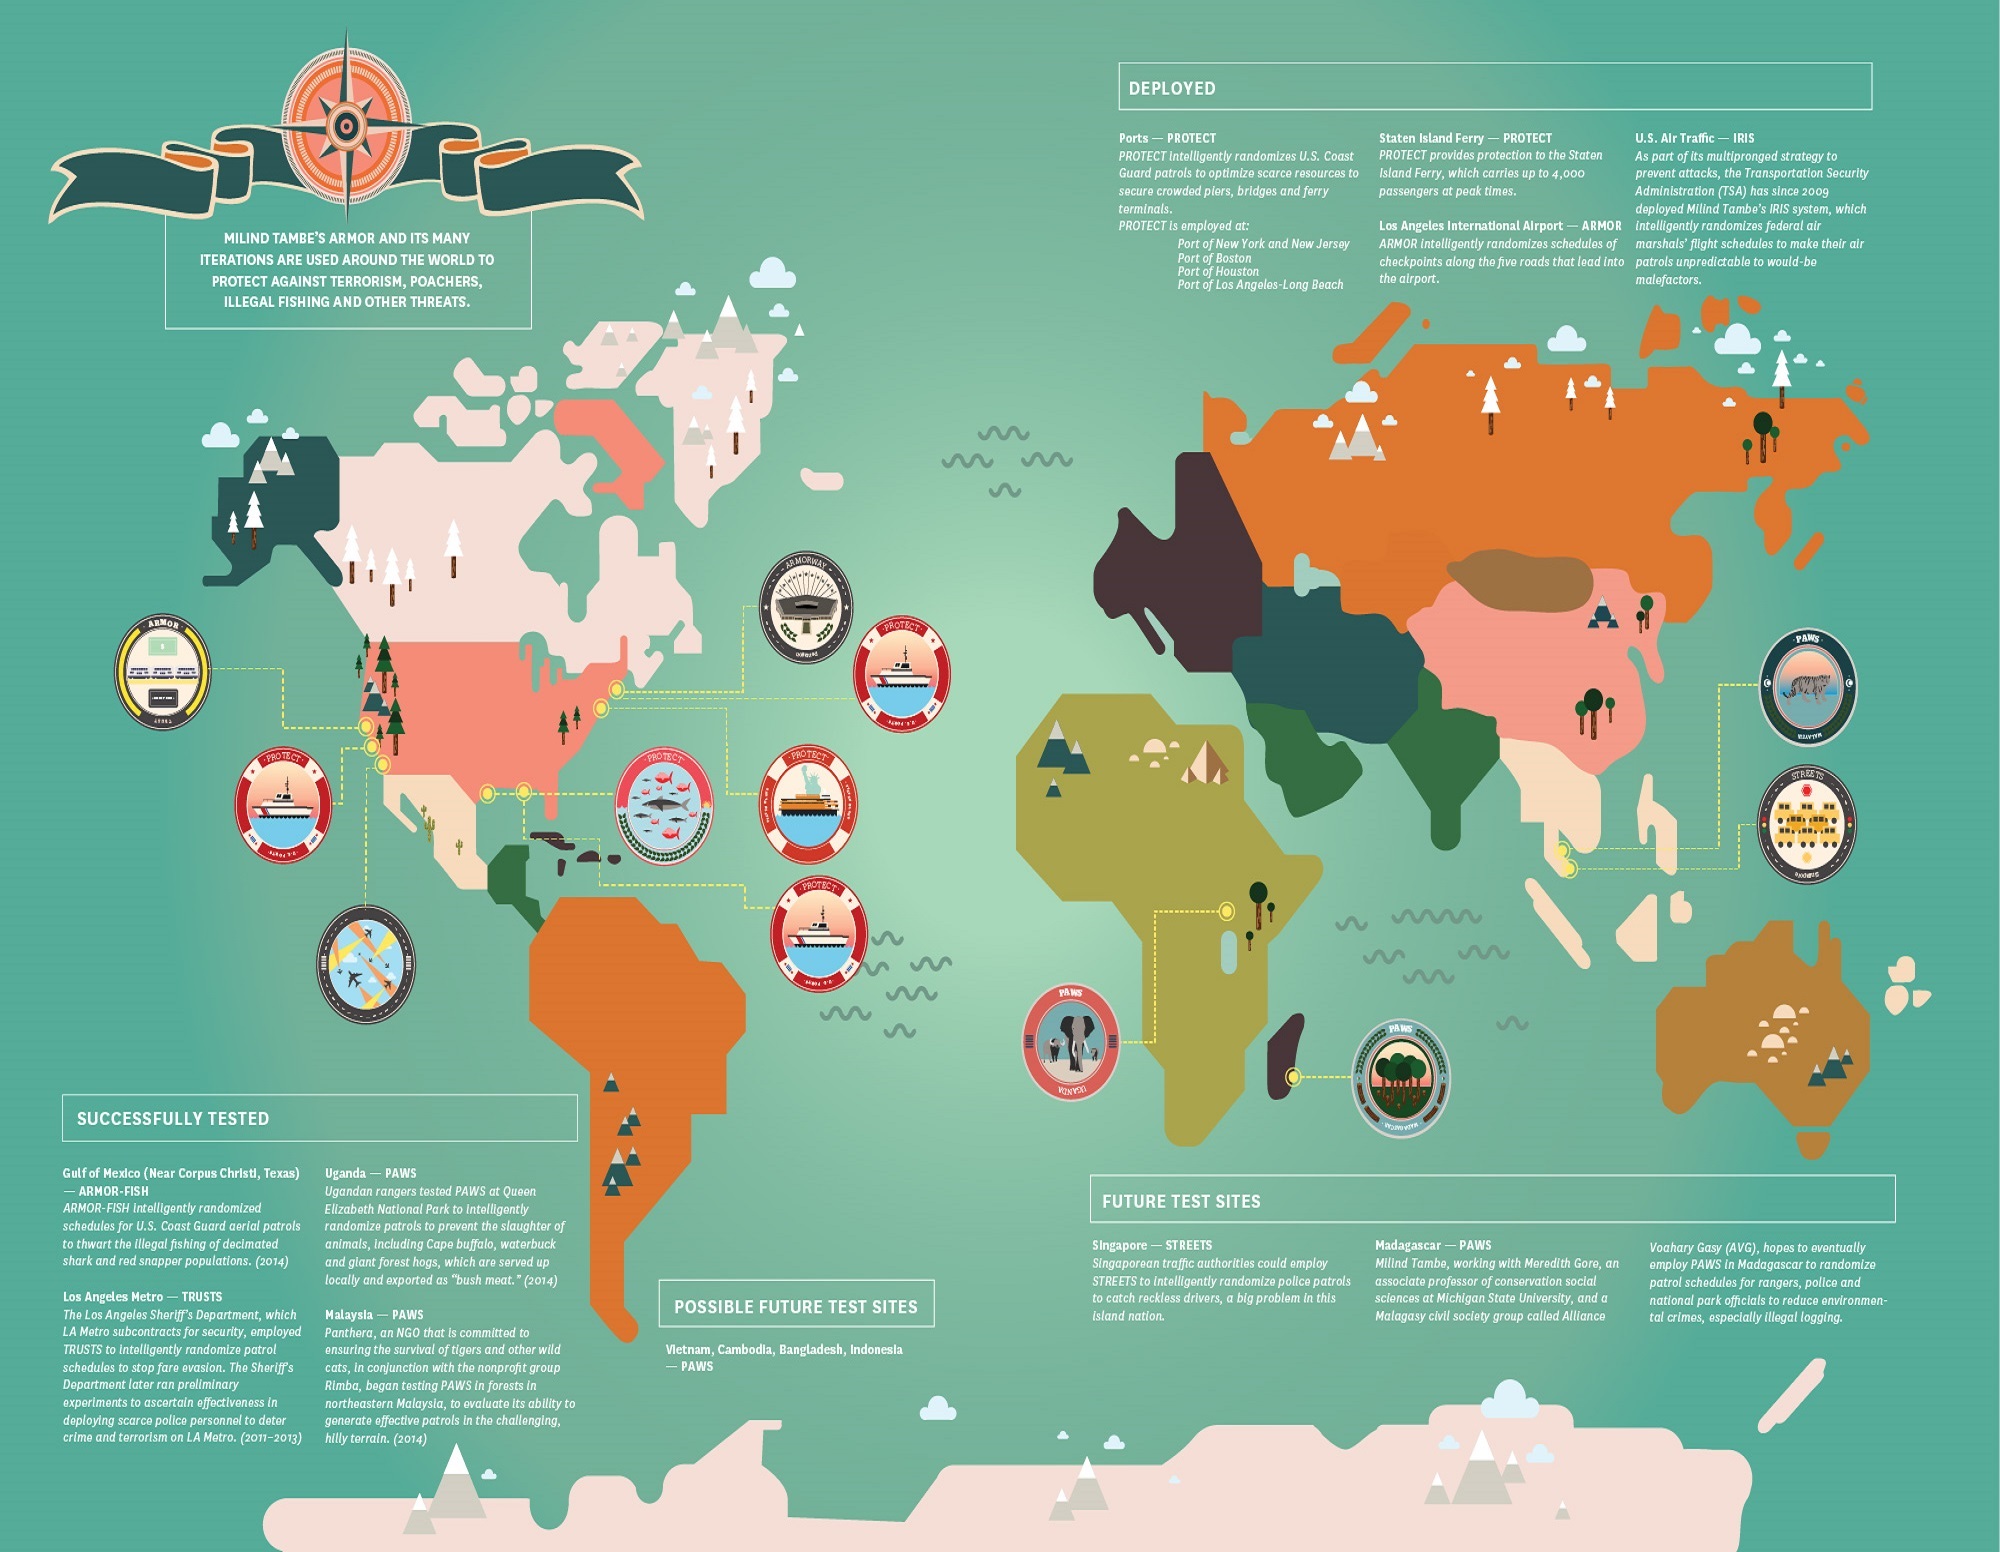 MILIND TAMBE'S ARMOR AND ITS MANY
ITERATIONS ARE USED AROUND THE WORLD TO
PROTECT AGAINST TERRORISM, POACHERS,
ILLEGAL FISHING AND OTHER THREATS.
DEPLOYED
Ports — PROTECT
PROTECT intelligently randomizes U.S. Coast
Guard patrols to optimize scarce resources to
secure crowded piers, bridges and ferry
terminals.
PROTECT is employed at:
Port of New York and New Jersey
Port of Boston
Port of Houston
Port of Los Angeles-Long Beach
Staten Island Ferry — PROTECT
PROTECT provides protection to the Staten
Island Ferry, which carries up to 4,000
passengers at peak times.
Los Angeles International Airport — ARMOR
ARMOR intelligently randomizes schedules of
checkpoints along the five roads that lead into
the airport.
U.S. Air Traffic — IRIS
As part of its multipronged strategy to
prevent attacks, the Transportation Security
Administration (TSA) has since 2009
deployed Milind Tambe's IRIS system, which
intelligently randomizes federal air
marshals' flight schedules to make their air
patrols unpredictable to would-be
malefactors.
ARMORWAY
ARMOR
PROTECT
U.S. PORTS
PROTECT
U.S. PORTS
PROTECT
PROTECT
U.S. PORTS
PAWS
MALAYSIA
STREETS
Singapore
PAWS
UGANDA
PAWS
MADAGASCAR
SUCCESSFULLY TESTED
Gulf of Mexico (Near Corpus Christi, Texas)
— ARMOR-FISH
ARMOR-FISH intelligently randomized
schedules for U.S. Coast Guard aerial patrols
to thwart the illegal fishing of decimated
shark and red snapper populations. (2014)
Los Angeles Metro — TRUSTS
The Los Angeles Sheriff's Department, which
LA Metro subcontracts for security, employed
TRUSTS to intelligently randomize patrol
schedules to stop fare evasion. The Sheriff's
Department later ran preliminary
experiments to ascertain effectiveness in
deploying scarce police personnel to deter
crime and terrorism on LA Metro. (2011–2013)
Uganda — PAWS
Ugandan rangers tested PAWS at Queen
Elizabeth National Park to intelligently
randomize patrols to prevent the slaughter of
animals, including Cape buffalo, waterbuck
and giant forest hogs, which are served up
locally and exported as “bush meat.” (2014)
Malaysia — PAWS
Panthera, an NGO that is committed to
ensuring the survival of tigers and other wild
cats, in conjunction with the nonprofit group
Rimba, began testing PAWS in forests in
northeastern Malaysia, to evaluate its ability to
generate effective patrols in the challenging,
hilly terrain. (2014)
POSSIBLE FUTURE TEST SITES
Vietnam, Cambodia, Bangladesh, Indonesia
— PAWS
FUTURE TEST SITES
Singapore — STREETS
Singaporean traffic authorities could employ
STREETS to intelligently randomize police patrols
to catch reckless drivers, a big problem in this
island nation.
Madagascar — PAWS
Milind Tambe, working with Meredith Gore, an
associate professor of conservation social
sciences at Michigan State University, and a
Malagasy civil society group called Alliance
Voahary Gasy (AVG), hopes to eventually
employ PAWS in Madagascar to randomize
patrol schedules for rangers, police and
national park officials to reduce environmen-
tal crimes, especially illegal logging.